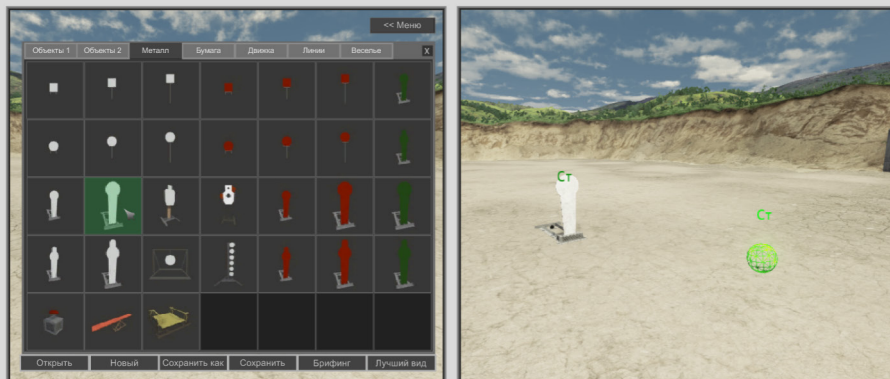 << Меню
Объекты 1 Объекты 2 Металл Бумага Движка Линии Веселье X
Открыть Новый Сохранить как Сохранить Брифинг Лучший вид
Ст
Ст